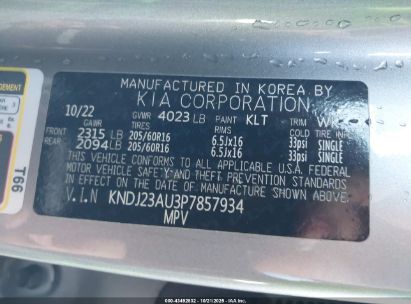 MANUFACTURED IN KOREA BY
KIA CORPORATION
10/22 GVWR 4023 LB PAINT KLT TRIM
GAWR RIMS COLD
FRONT 2315 LB 205/60R16 6.5Jx16 33psi SINGLE
REAR 2094 LB 205/60R16 6.5Jx16 33psi SINGLE
THIS VEHICLE CONFORMS TO ALL APPLICABLE U.S.A. FEDERAL
MOTOR VEHICLE SAFETY AND THEFT PREVENTION STANDARDS
IN EFFECT ON THE DATE OF MANUFACTURE SHOWN ABOVE.
V.I.N KNDJ23AU3P7857934
MPV
T66